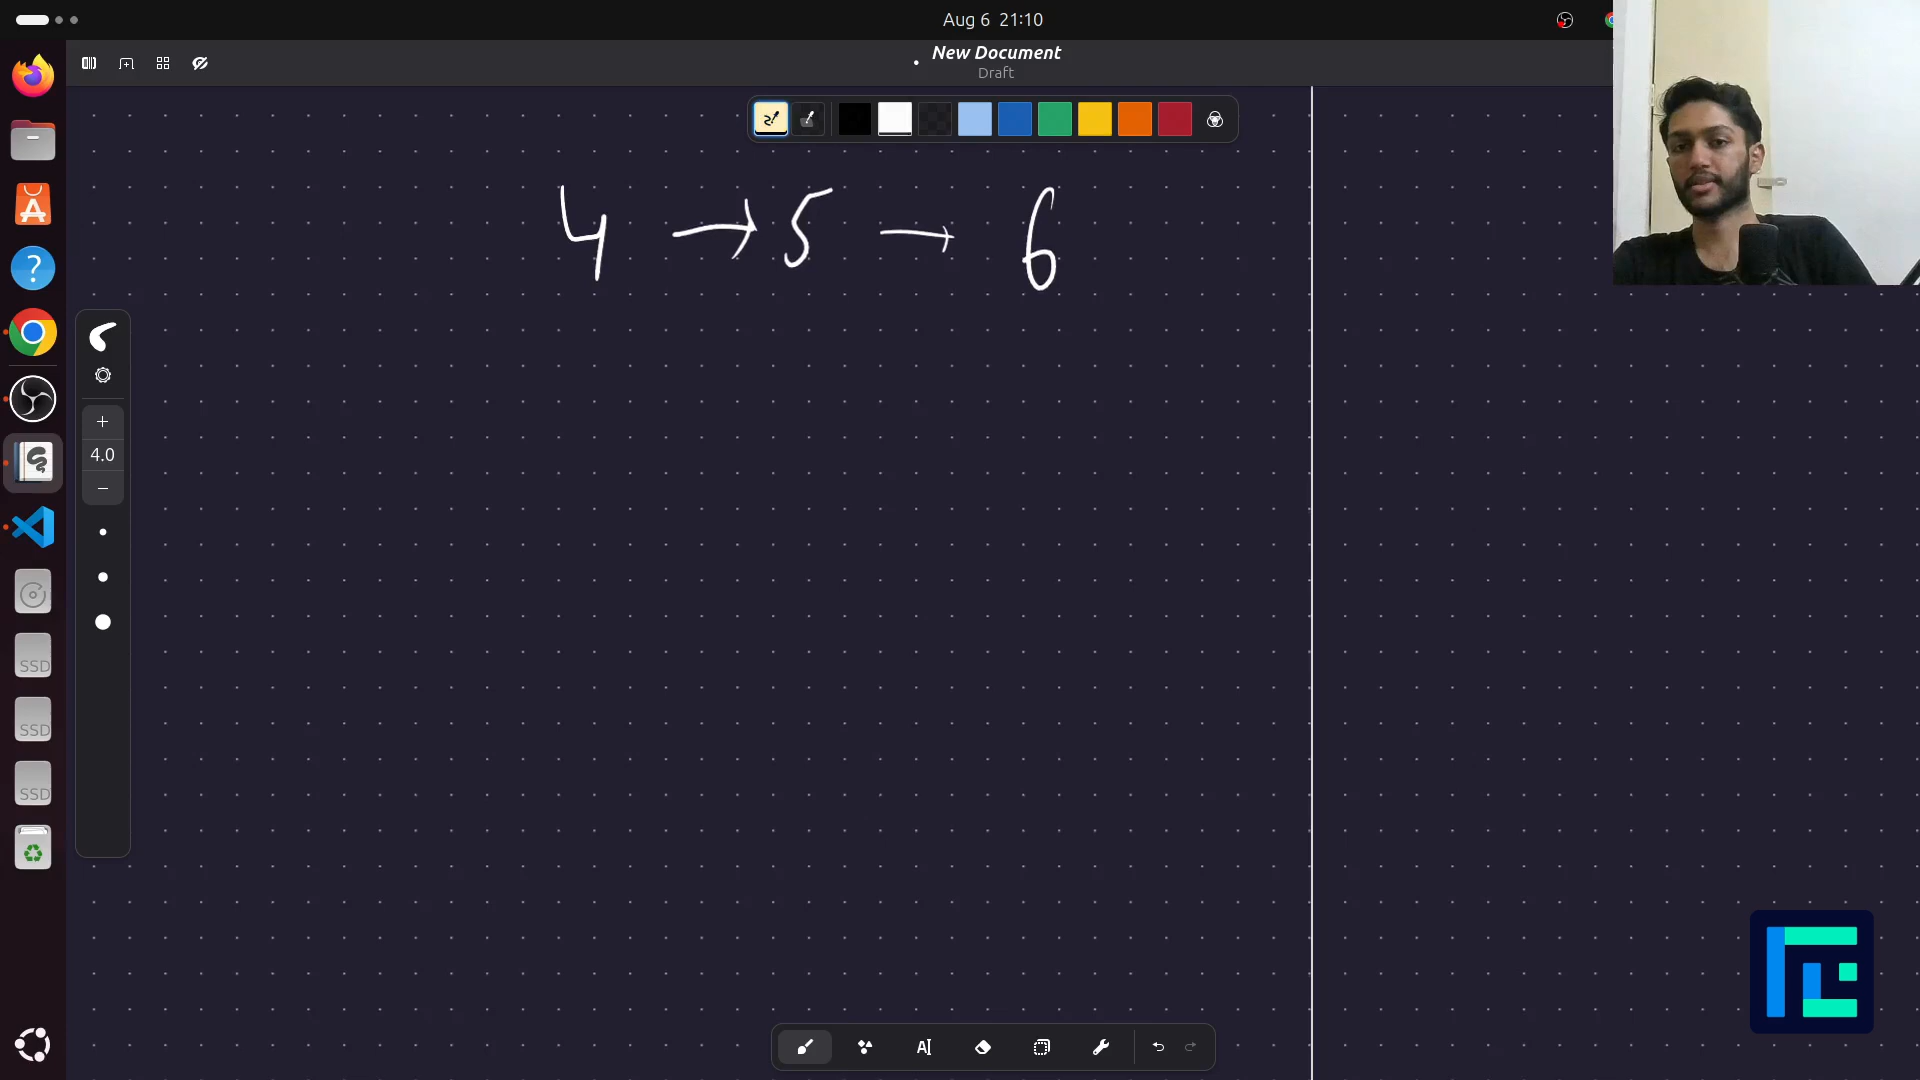 Aug 6 21:10
New Document
Draft
4 → 5 → 6
+
4.0
−
SSD
SSD
SSD